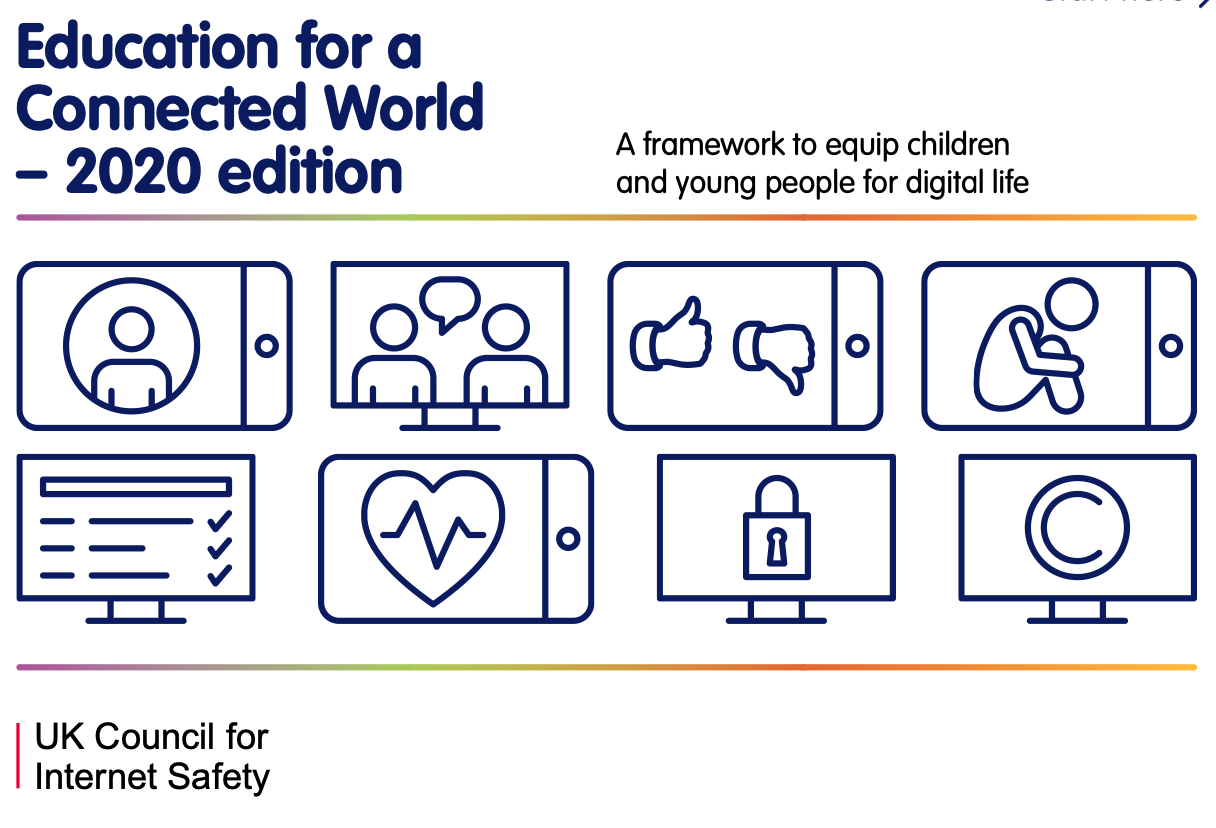 Education for a
Connected World
– 2020 edition
A framework to equip children
and young people for digital life
UK Council for
Internet Safety